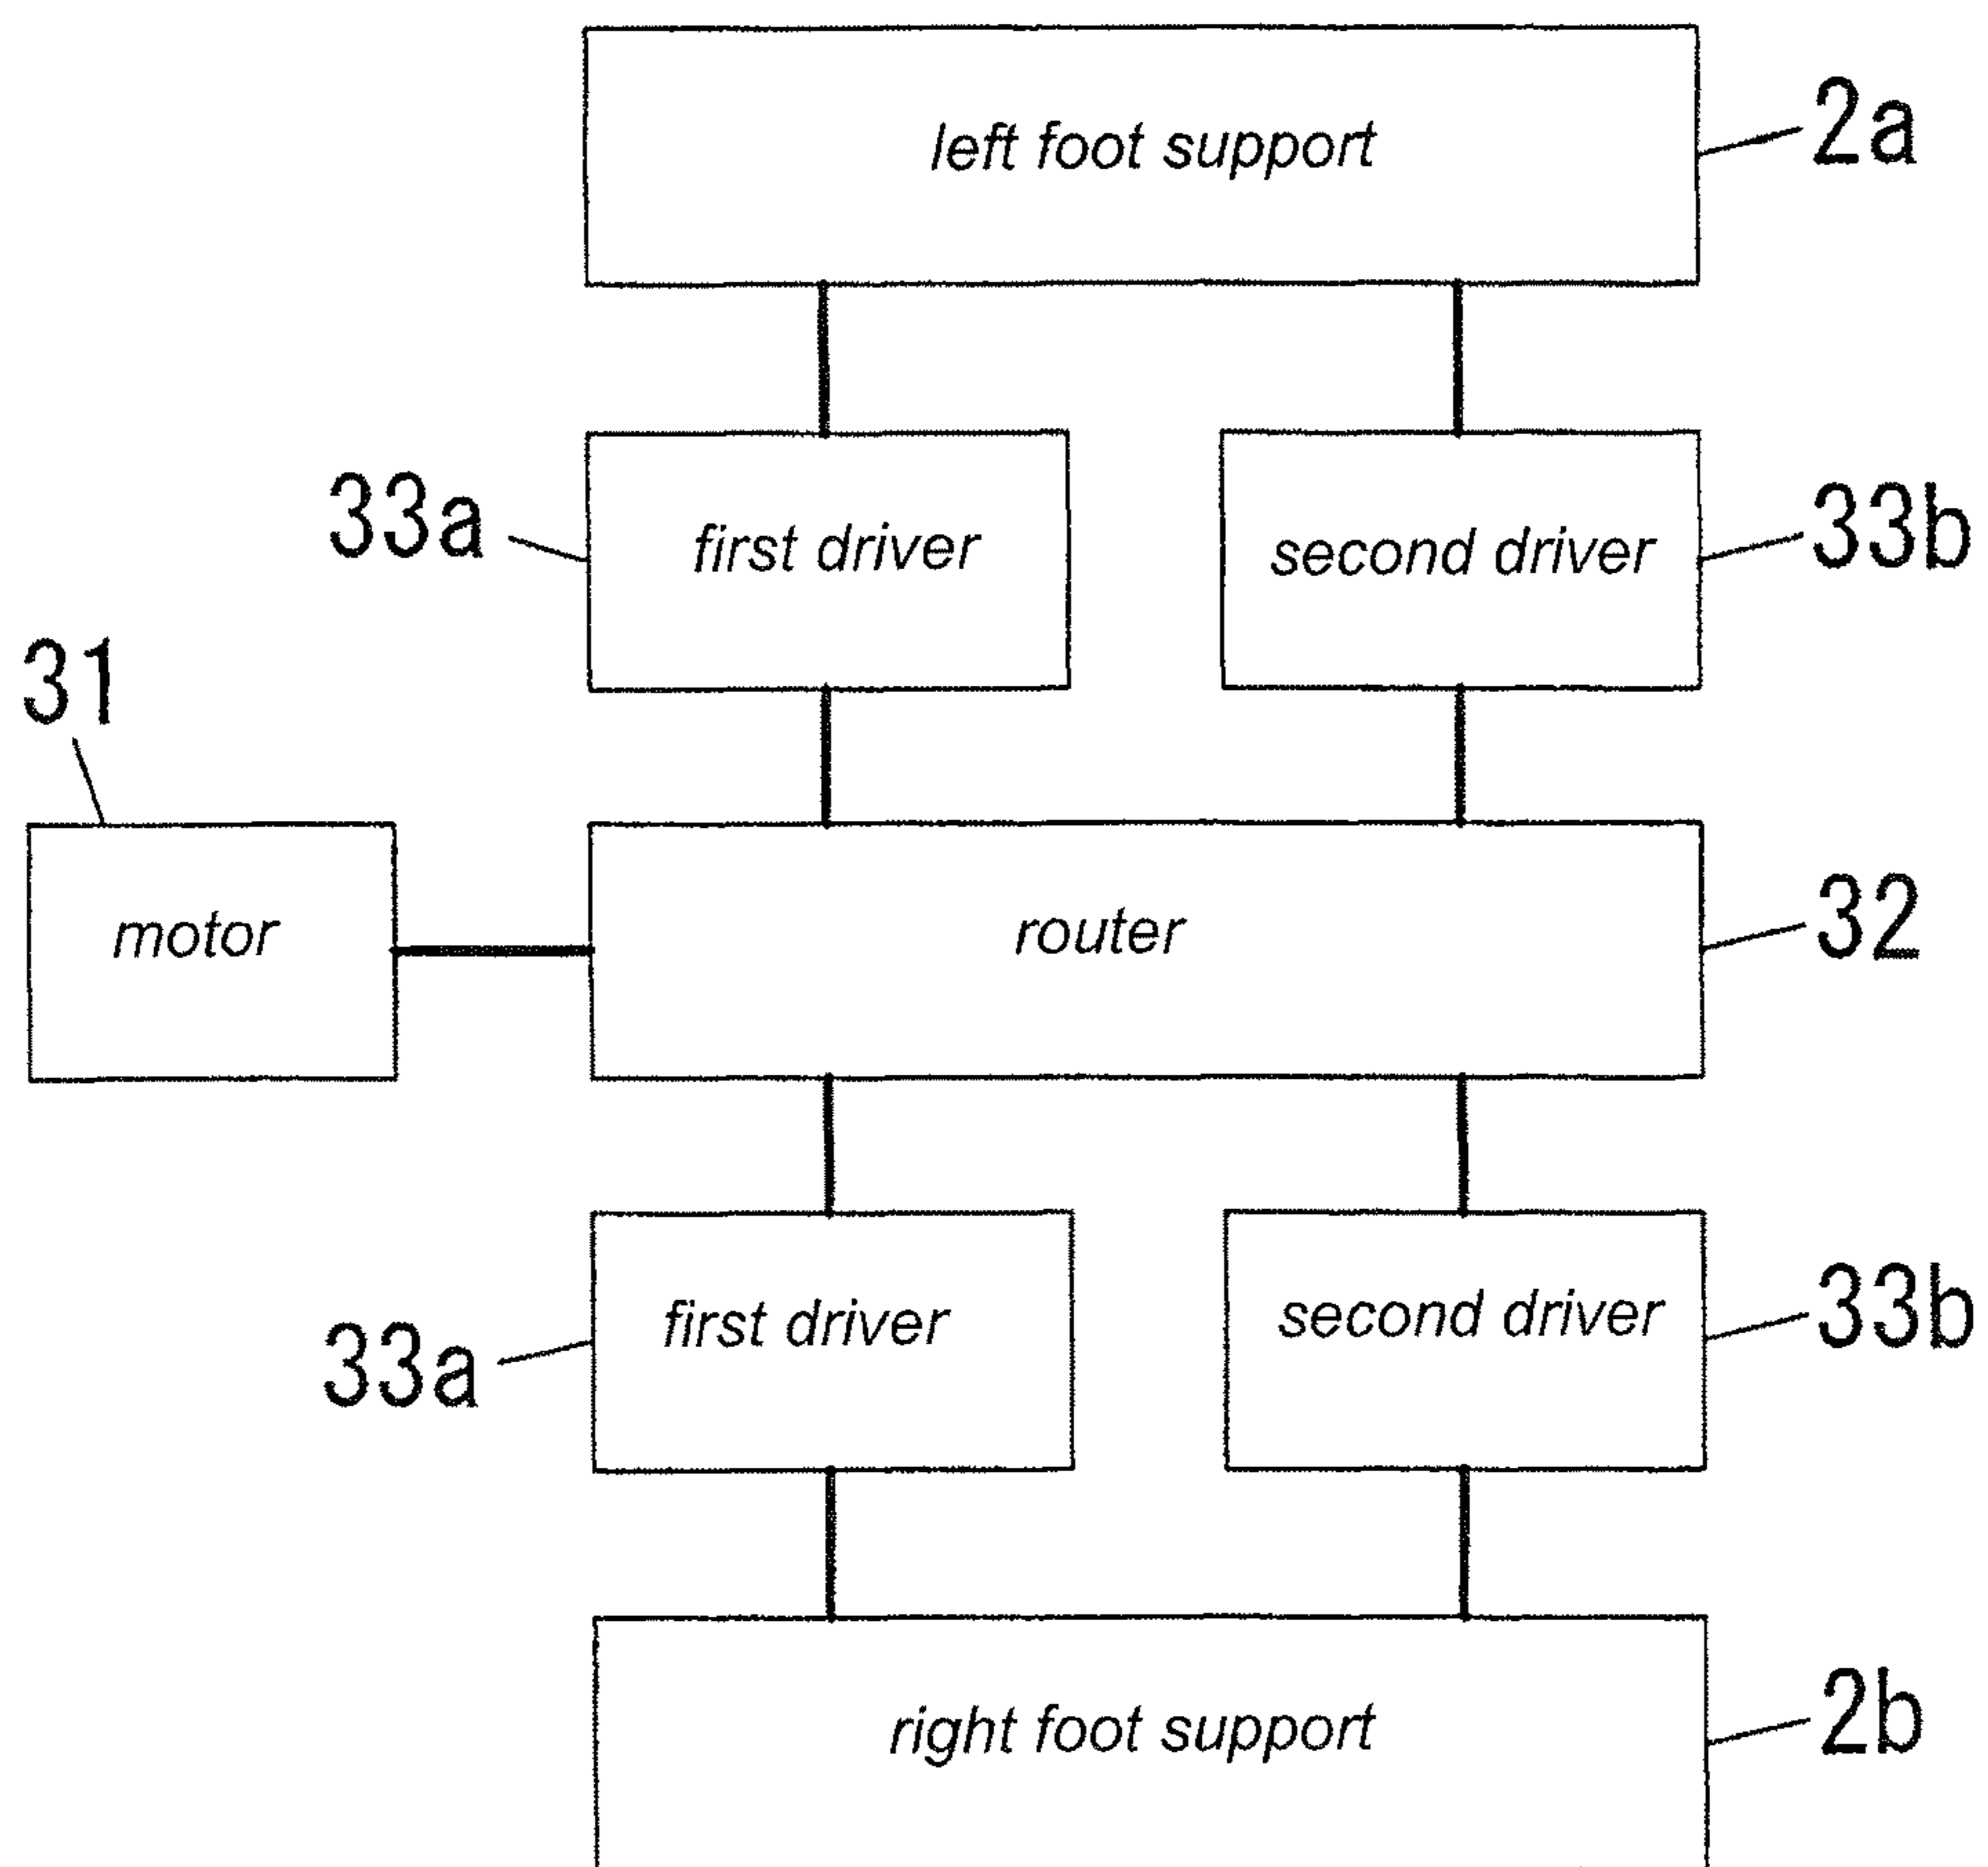 left foot support
2a
33a
first driver
second driver
33b
31
motor
router
32
33a
first driver
second driver
33b
right foot support
2b